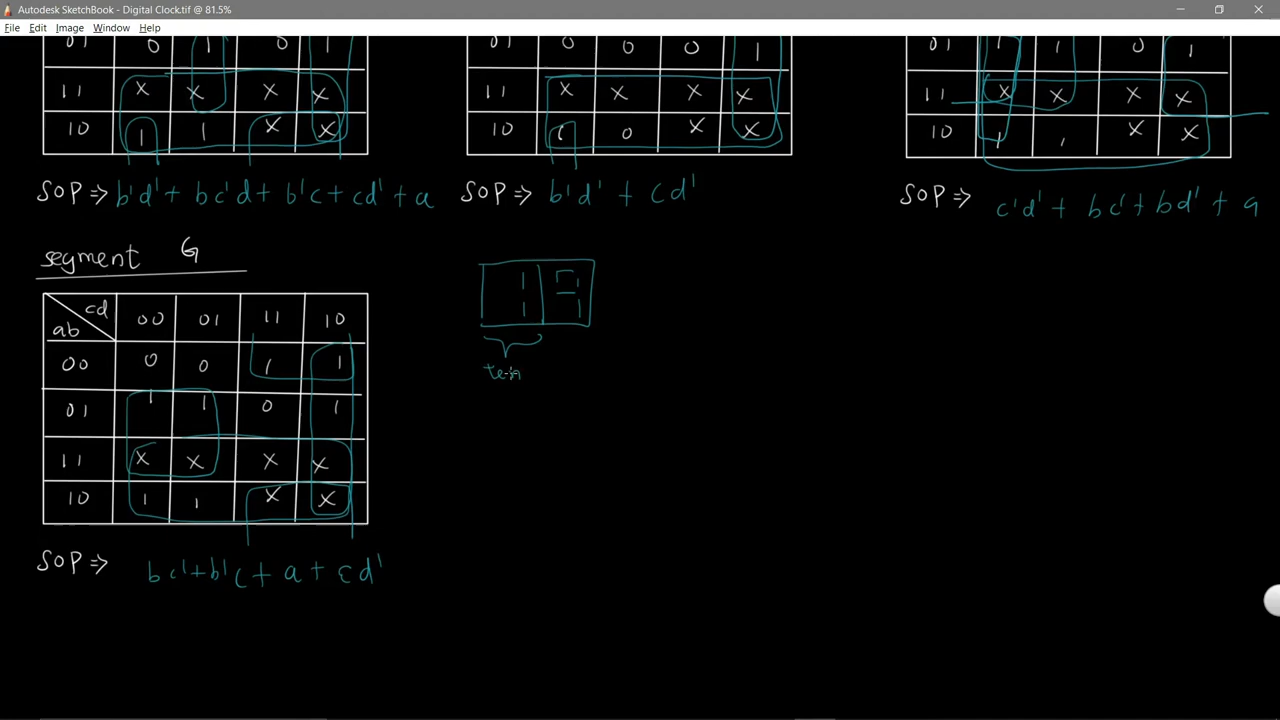 Autodesk SketchBook - Digital Clock.tif @ 81.5%
File Edit Image Window Help
01 0 1 0 1
11 x x x x
10 1 1 x x
SOP ⇒ b'd' + bc'd + b'c + cd' + a
01 0 0 0 1
11 x x x x
10 1 0 x x
SOP ⇒ b'd' + cd'
01 1 1 0 1
11 x x x x
10 1 1 x x
SOP ⇒ c'd' + bc' + bd' + a
segment G
cd
ab 00 01 11 10
00 0 0 1 1
01 1 1 0 1
11 x x x x
10 1 1 x x
SOP ⇒ bc' + b'c + a + cd'
ten